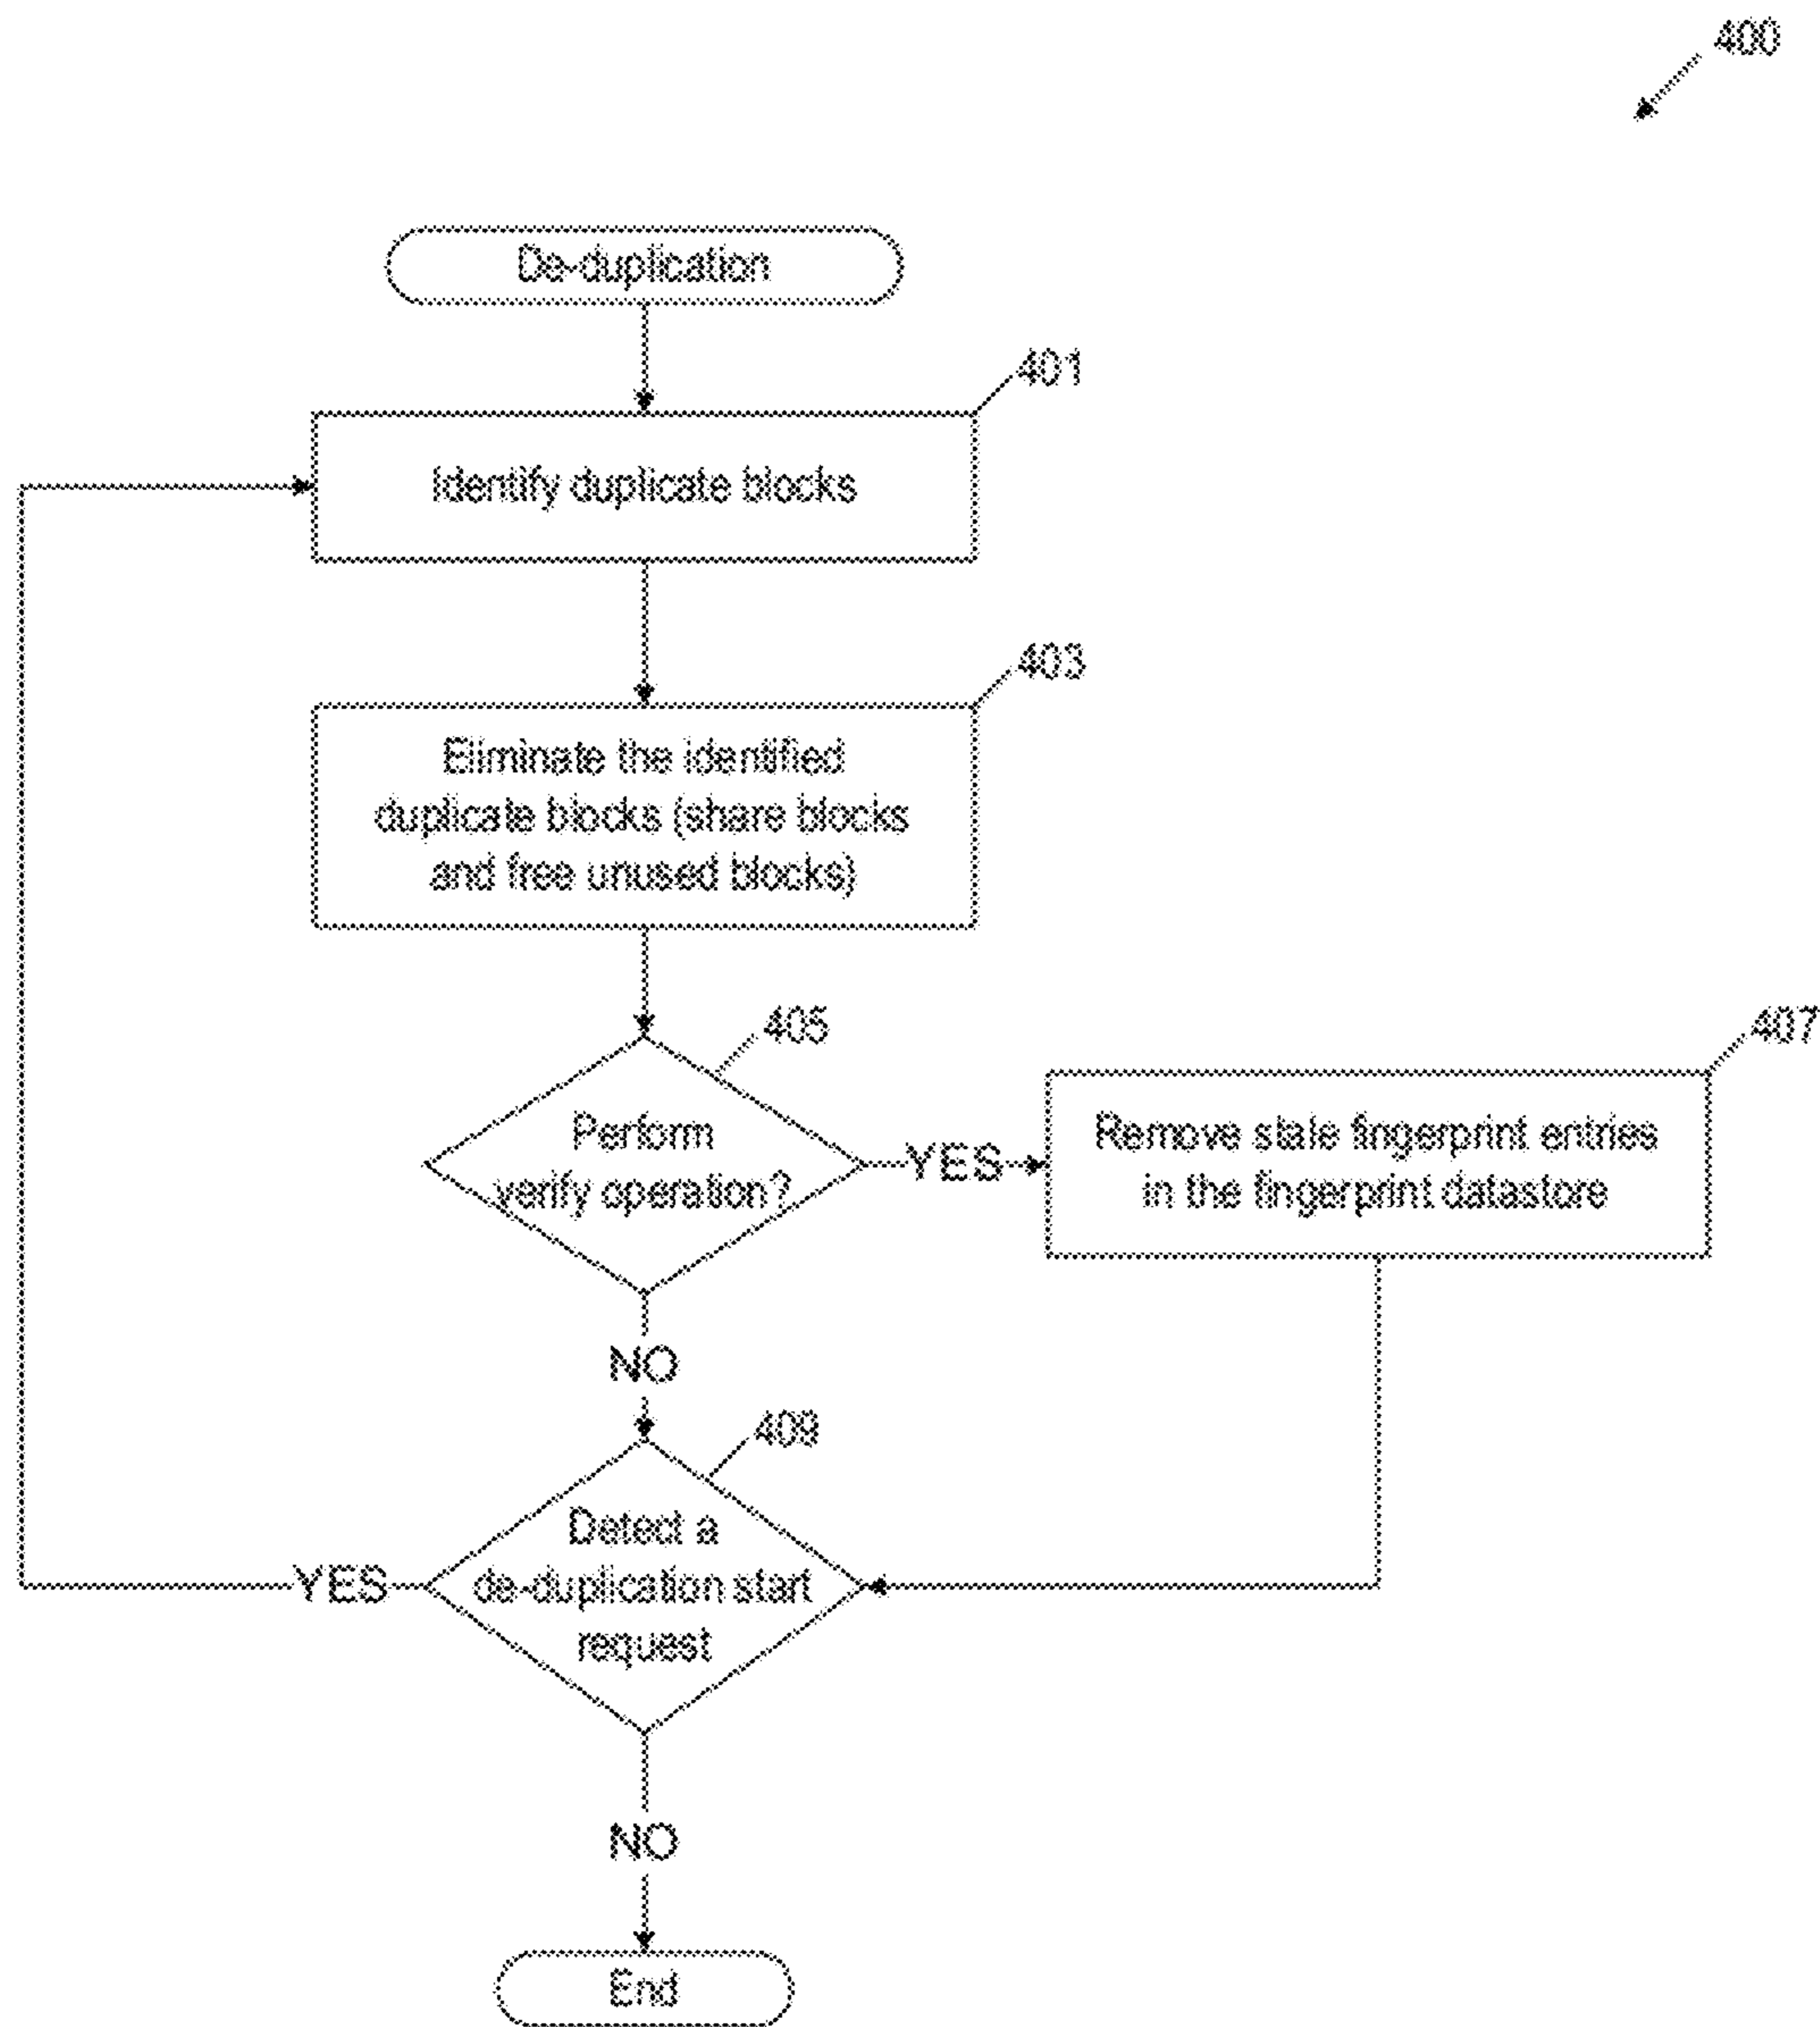 400
De-duplication
401
Identify duplicate blocks
403
Eliminate the identified
duplicate blocks (share blocks
and free unused blocks)
405
Perform
verify operation?
YES
407
Remove stale fingerprint entries
in the fingerprint datastore
NO
409
Detect a
de-duplication start
request
YES
NO
End